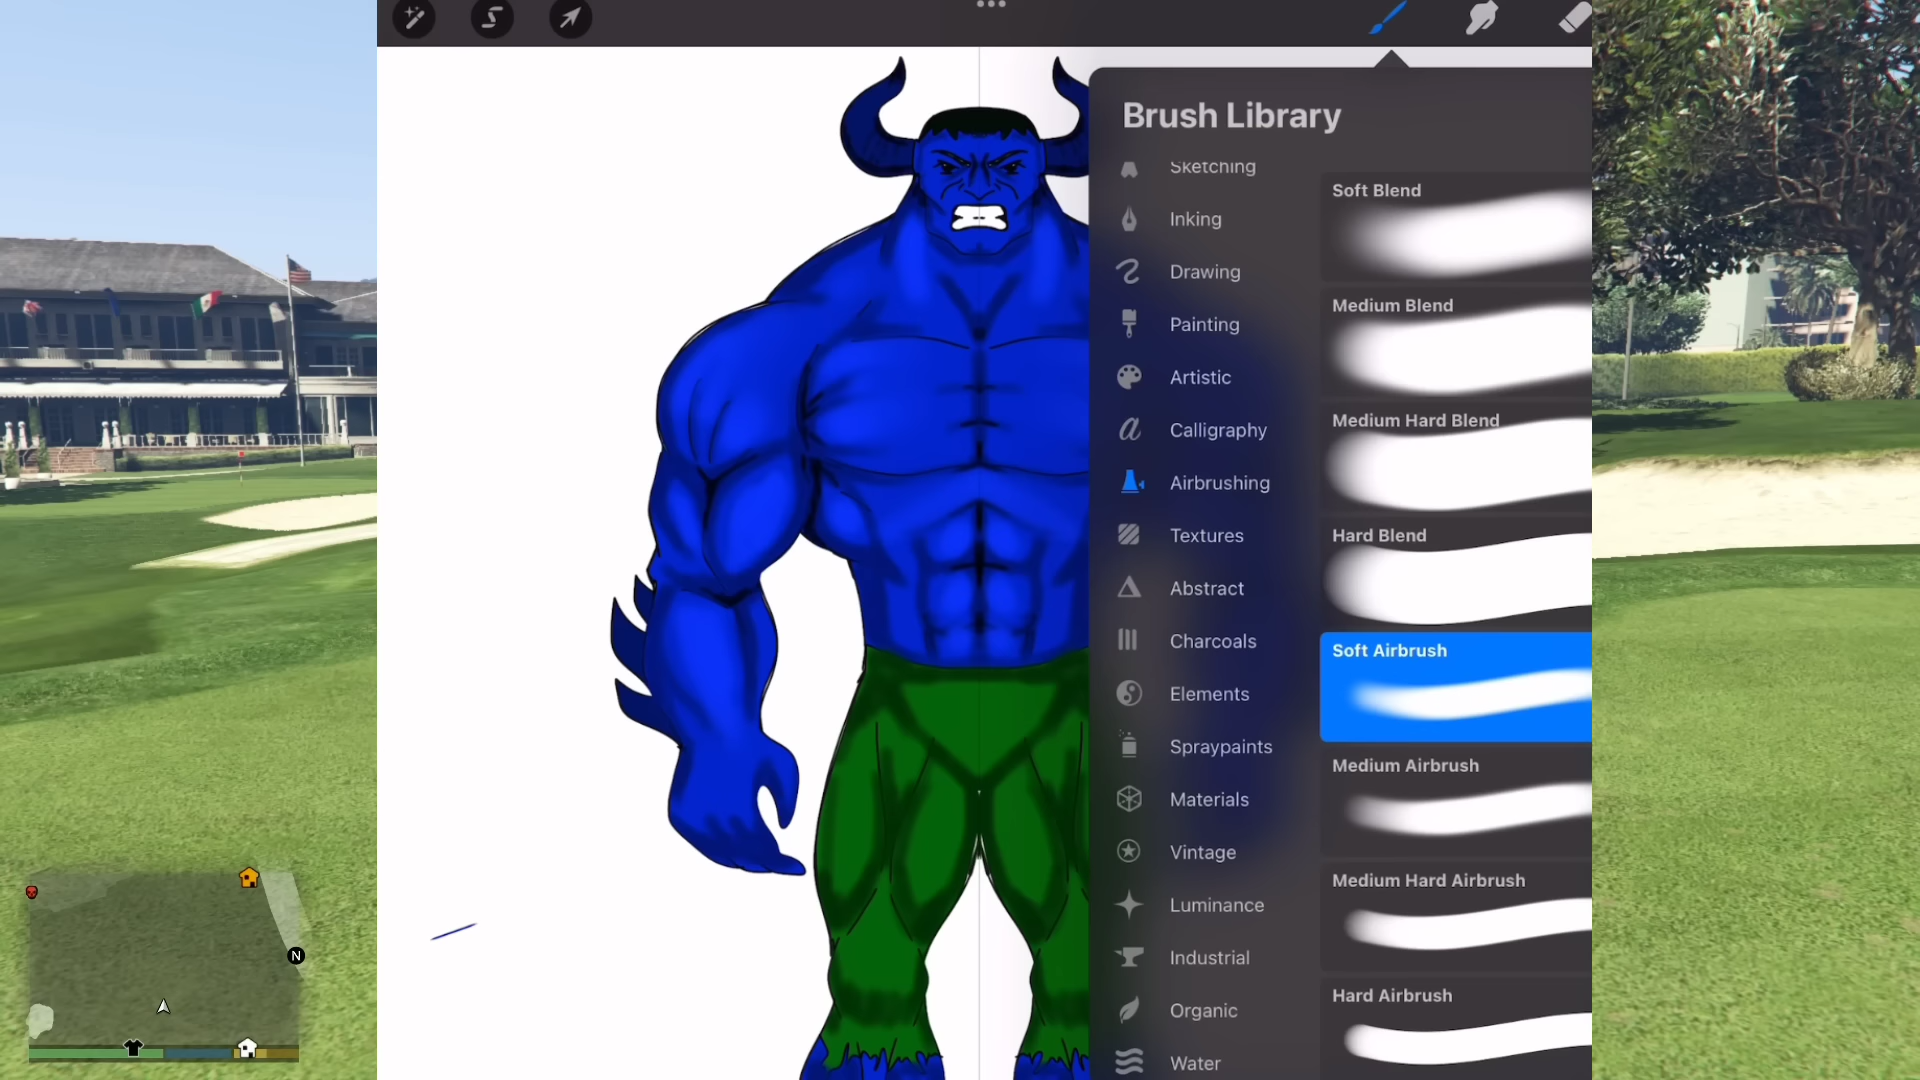 Brush Library
Sketching
Inking
Drawing
Painting
Artistic
Calligraphy
Airbrushing
Textures
Abstract
Charcoals
Elements
Spraypaints
Materials
Vintage
Luminance
Industrial
Organic
Water
Soft Blend
Medium Blend
Medium Hard Blend
Hard Blend
Soft Airbrush
Medium Airbrush
Medium Hard Airbrush
Hard Airbrush
N